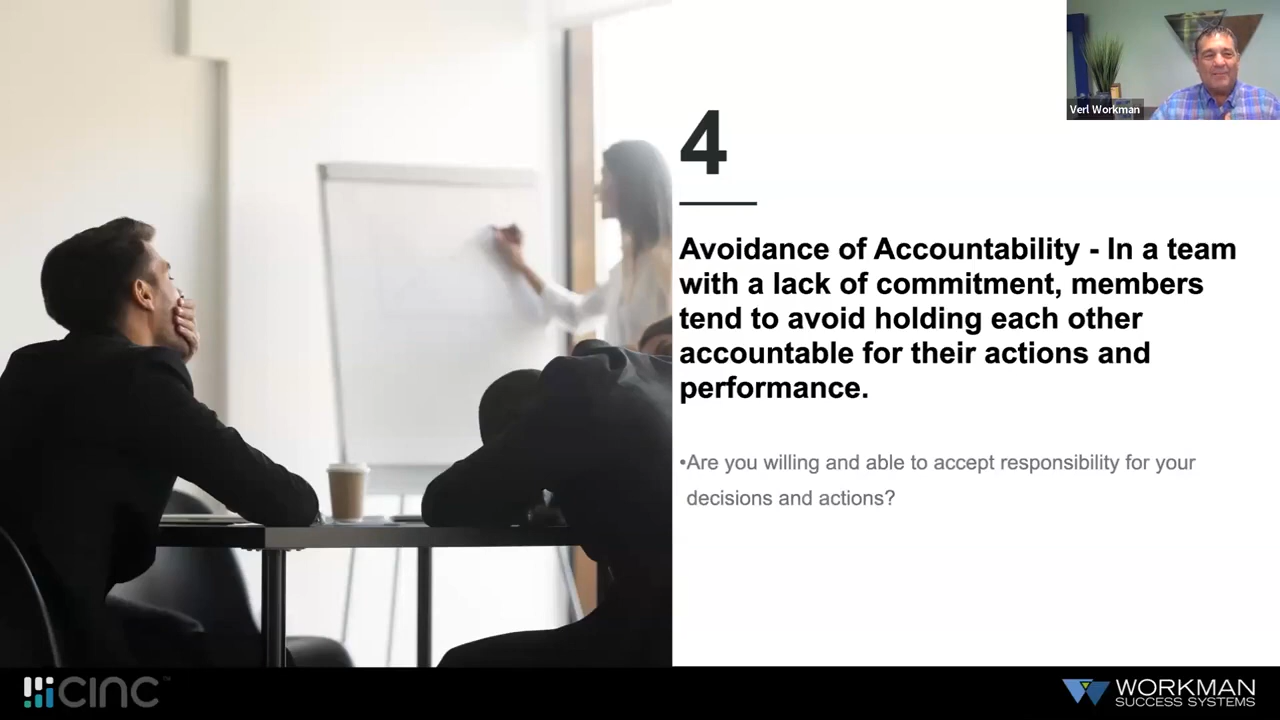 Verl Workman
4
Avoidance of Accountability - In a team
with a lack of commitment, members
tend to avoid holding each other
accountable for their actions and
performance.
•Are you willing and able to accept responsibility for your
decisions and actions?
CINC™
WORKMAN
SUCCESS SYSTEMS